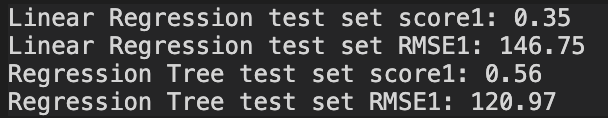 Linear Regression test set score1: 0.35
Linear Regression test set RMSE1: 146.75
Regression Tree test set score1: 0.56
Regression Tree test set RMSE1: 120.97